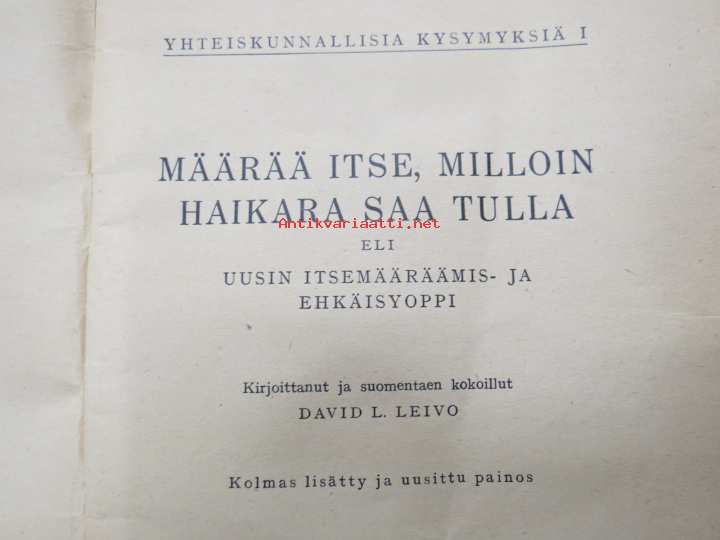 YHTEISKUNNALLISIA KYSYMYKSIÄ I
MÄÄRÄÄ ITSE, MILLOIN
HAIKARA SAA TULLA
Antikvariaatti.net
ELI
UUSIN ITSEMÄÄRÄÄMIS- JA
EHKÄISYOPPI
Kirjoittanut ja suomentaen kokoillut
DAVID L. LEIVO
Kolmas lisätty ja uusittu painos